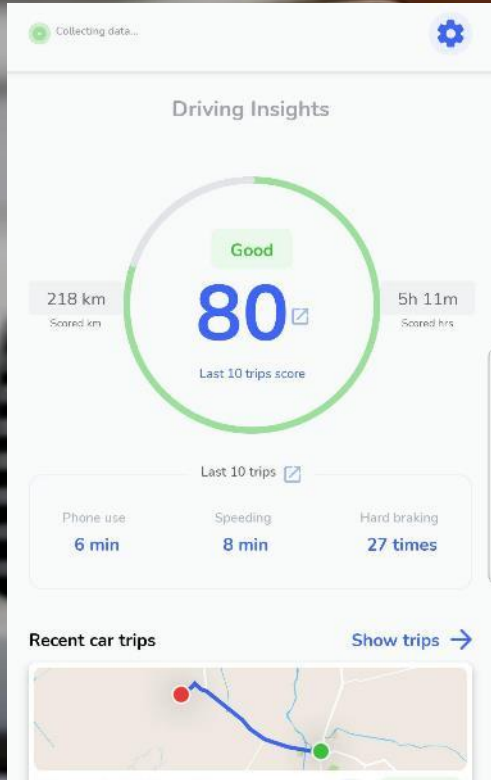 Collecting data...
Driving Insights
Good
218 km
Scored km
80
5h 11m
Scored hrs
Last 10 trips score
Last 10 trips
Phone use
Speeding
Hard braking
6 min
8 min
27 times
Recent car trips
Show trips